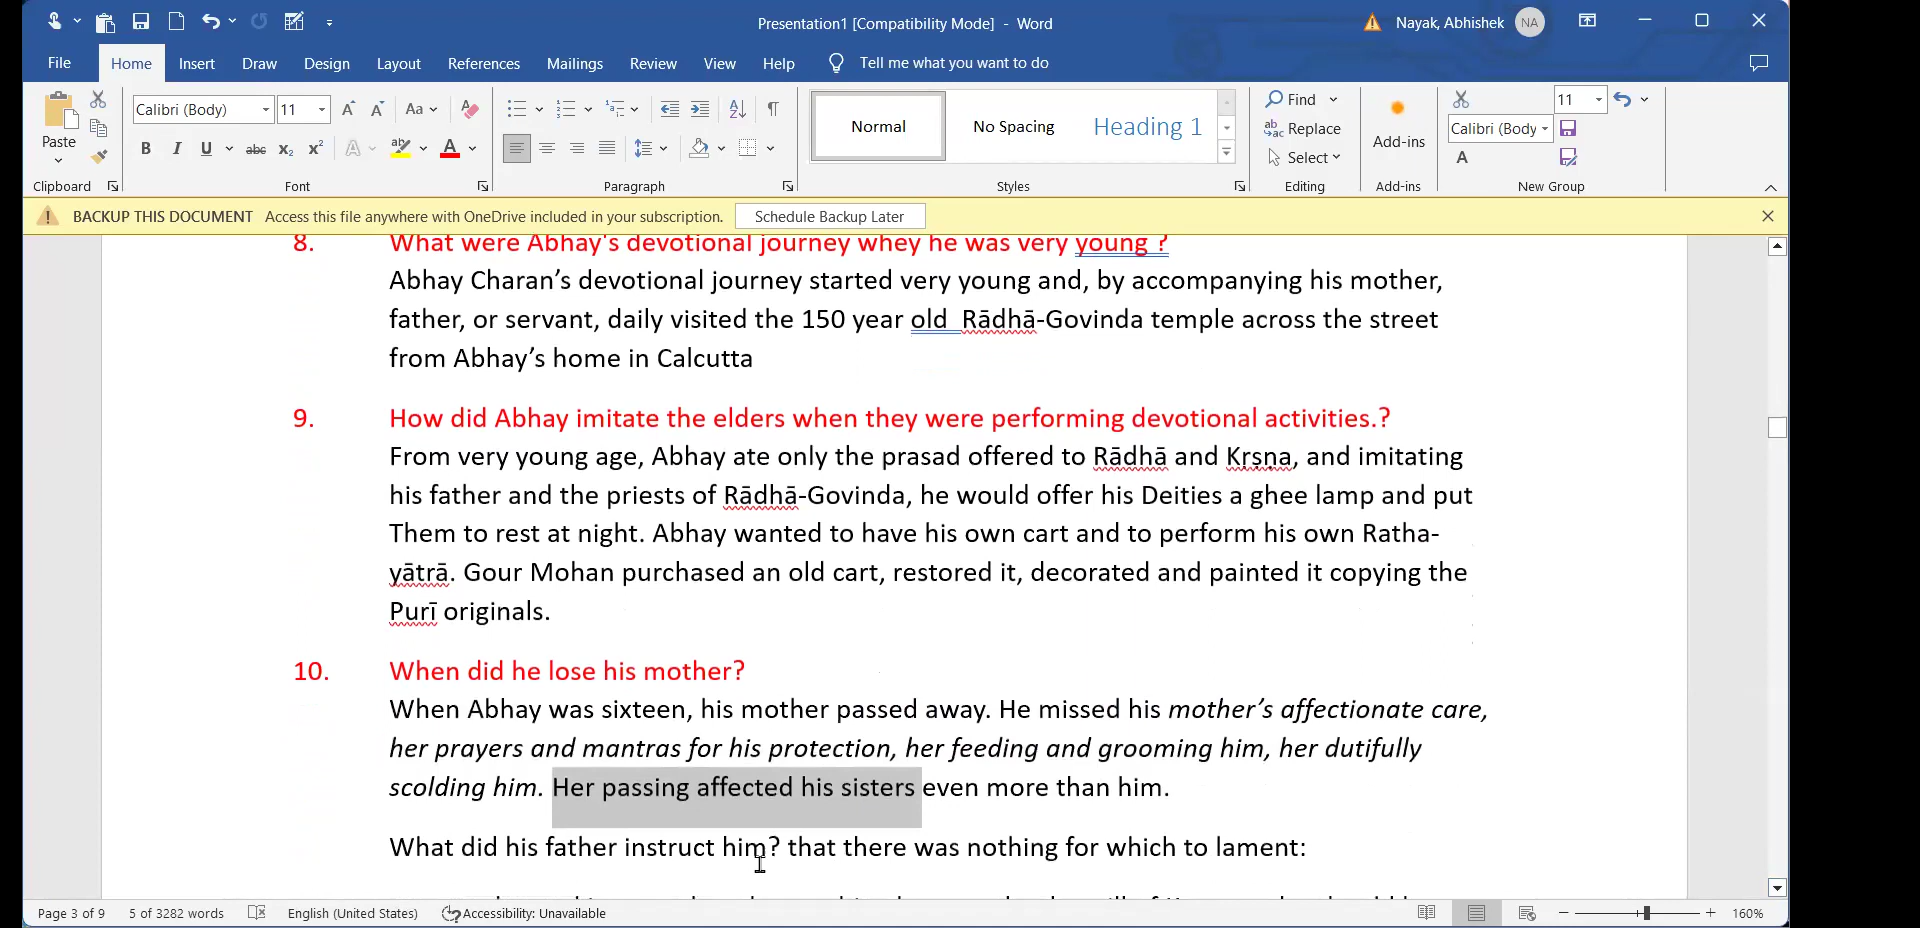 Presentation1 [Compatibility Mode] - Word
Nayak, Abhishek NA
File Home Insert Draw Design Layout References Mailings Review View Help Tell me what you want to do
Paste
Calibri (Body) 11 Aa
B I U abc x₂ x² A A
Normal No Spacing Heading 1
Find
Replace
Select
Add-ins
11
Calibri (Body
A
Clipboard Font Paragraph Styles Editing Add-ins New Group
BACKUP THIS DOCUMENT Access this file anywhere with OneDrive included in your subscription. Schedule Backup Later
8. What were Abhay's devotional journey whey he was very young ?
Abhay Charan’s devotional journey started very young and, by accompanying his mother,
father, or servant, daily visited the 150 year old Rādhā-Govinda temple across the street
from Abhay’s home in Calcutta
9. How did Abhay imitate the elders when they were performing devotional activities.?
From very young age, Abhay ate only the prasad offered to Rādhā and Kṛṣṇa, and imitating
his father and the priests of Rādhā-Govinda, he would offer his Deities a ghee lamp and put
Them to rest at night. Abhay wanted to have his own cart and to perform his own Ratha-
yātrā. Gour Mohan purchased an old cart, restored it, decorated and painted it copying the
Purī originals.
10. When did he lose his mother?
When Abhay was sixteen, his mother passed away. He missed his mother’s affectionate care,
her prayers and mantras for his protection, her feeding and grooming him, her dutifully
scolding him. Her passing affected his sisters even more than him.
What did his father instruct him? that there was nothing for which to lament:
Page 3 of 9 5 of 3282 words English (United States) Accessibility: Unavailable 160%